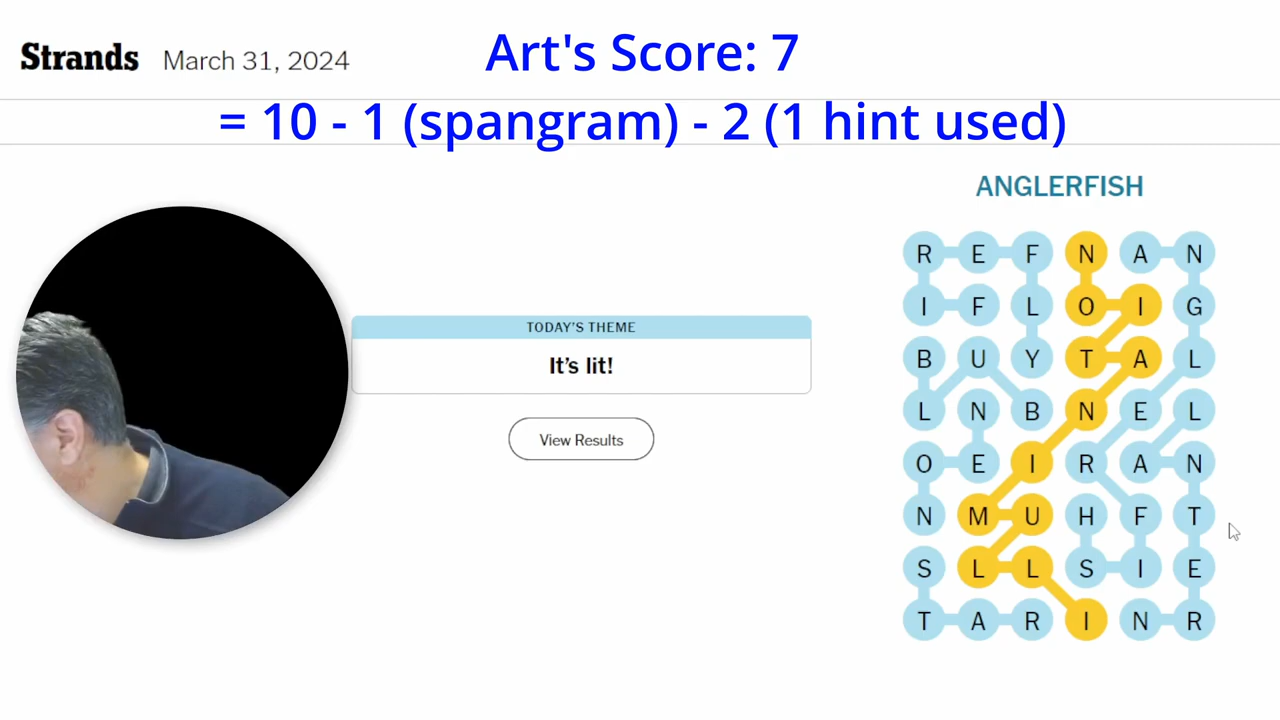 Strands March 31, 2024
Art's Score: 7
= 10 - 1 (spangram) - 2 (1 hint used)
TODAY'S THEME
It's lit!
View Results
ANGLERFISH
R E F N A N
I F L O I G
B U Y T A L
L N B N E L
O E I R A N
N M U H F T
S L L S I E
T A R I N R